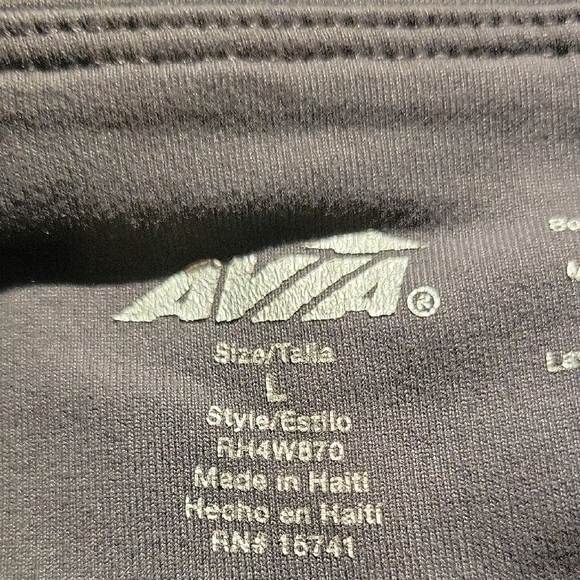 AVIA®
Size/Talla
L
Style/Estilo
RH4W870
Made in Haiti
Hecho en Haiti
RN# 15741